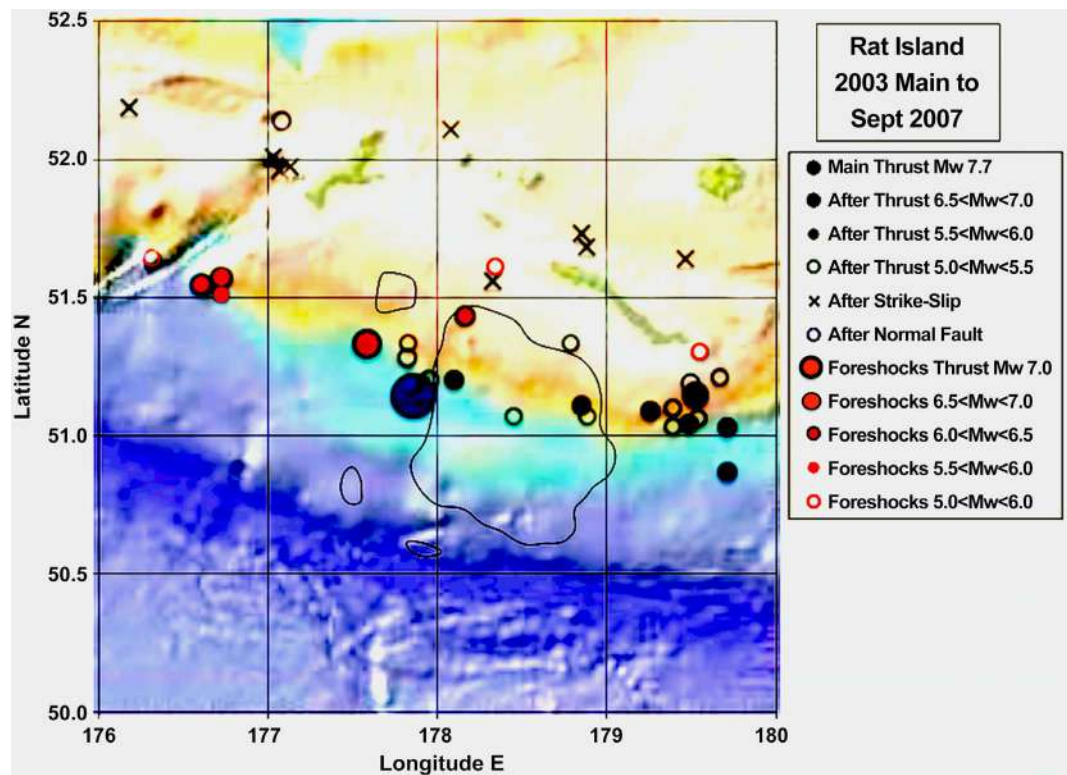 Rat Island
2003 Main to
Sept 2007
Main Thrust Mw 7.7
After Thrust 6.5<Mw<7.0
After Thrust 5.5<Mw<6.0
After Thrust 5.0<Mw<5.5
After Strike-Slip
After Normal Fault
Foreshocks Thrust Mw 7.0
Foreshocks 6.5<Mw<7.0
Foreshocks 6.0<Mw<6.5
Foreshocks 5.5<Mw<6.0
Foreshocks 5.0<Mw<6.0
Latitude N
52.5
52.0
51.5
51.0
50.5
50.0
176 177 178 179 180
Longitude E